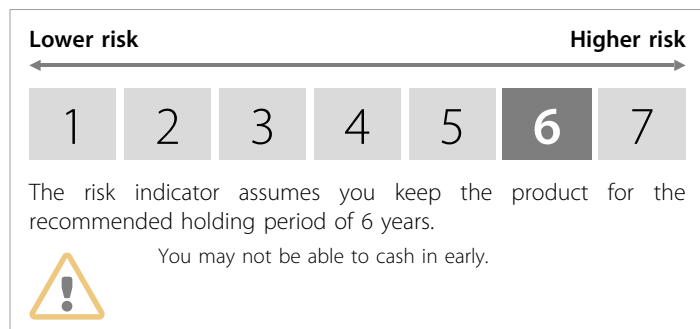 Lower risk Higher risk
1 2 3 4 5 6 7
The risk indicator assumes you keep the product for the
recommended holding period of 6 years.
You may not be able to cash in early.
!